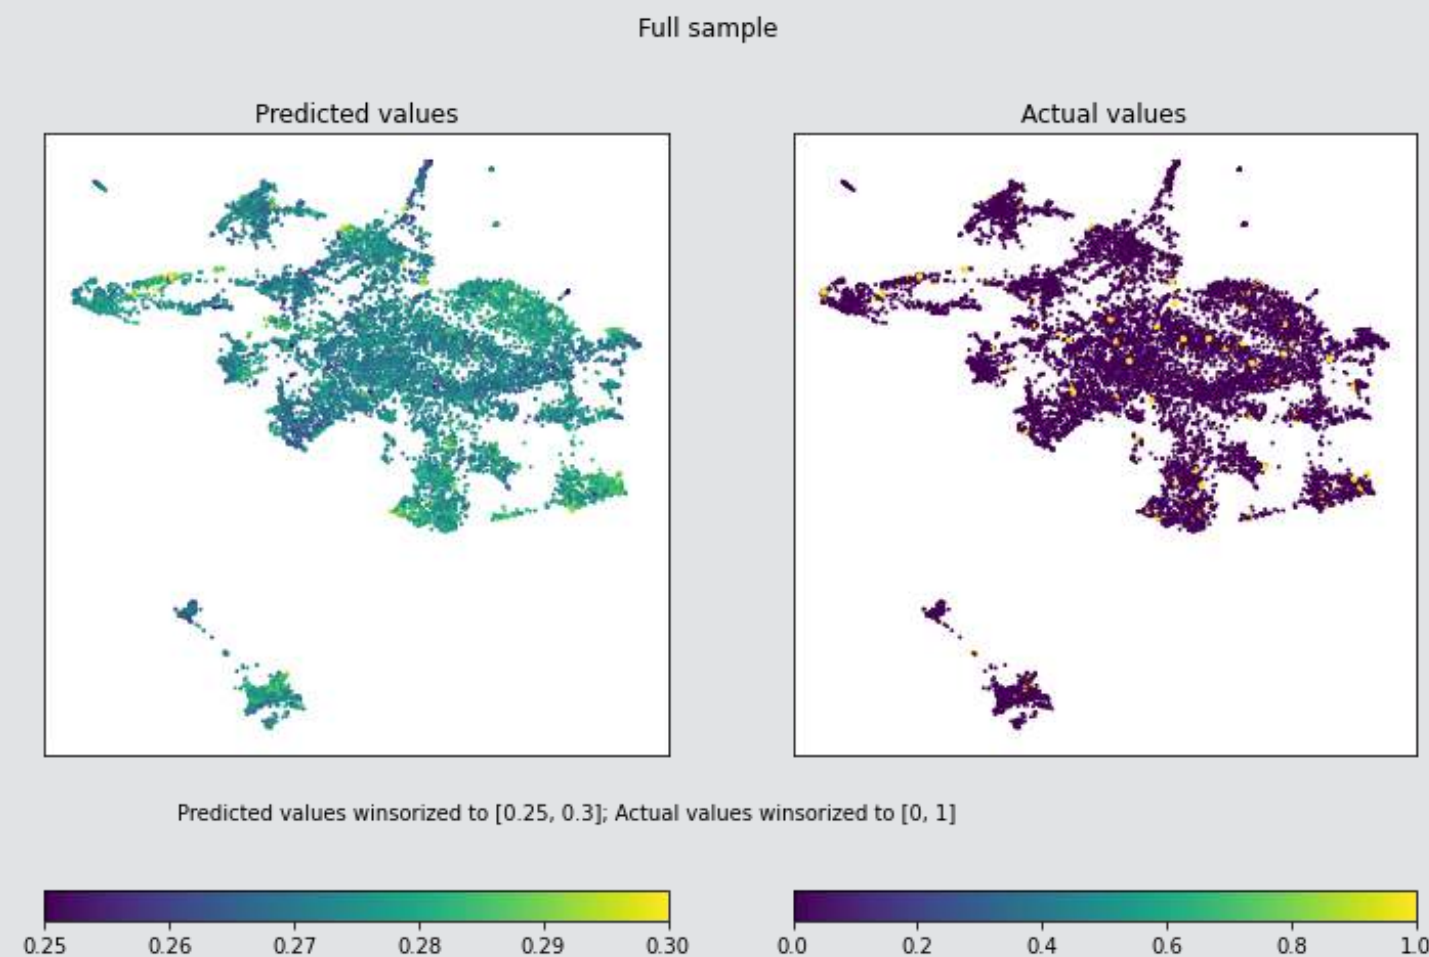 Full sample
Predicted values
Actual values
Predicted values winsorized to [0.25, 0.3]; Actual values winsorized to [0, 1]
0.25 0.26 0.27 0.28 0.29 0.30
0.0 0.2 0.4 0.6 0.8 1.0